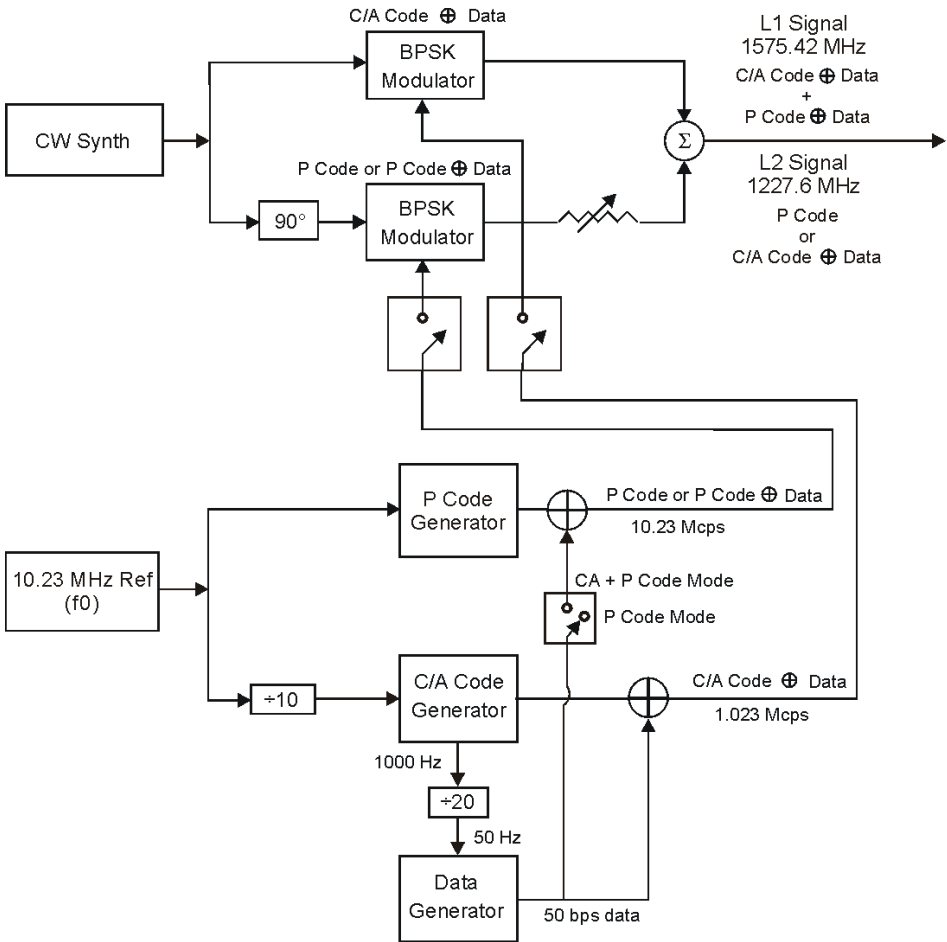 C/A Code ⊕ Data
BPSK
Modulator
CW Synth
P Code or P Code ⊕ Data
90°
BPSK
Modulator
Σ
L1 Signal
1575.42 MHz
C/A Code ⊕ Data
+
P Code ⊕ Data
L2 Signal
1227.6 MHz
P Code
or
C/A Code ⊕ Data
P Code
Generator
P Code or P Code ⊕ Data
10.23 Mcps
10.23 MHz Ref
(f0)
CA + P Code Mode
P Code Mode
÷10
C/A Code
Generator
C/A Code ⊕ Data
1.023 Mcps
1000 Hz
÷20
50 Hz
Data
Generator
50 bps data